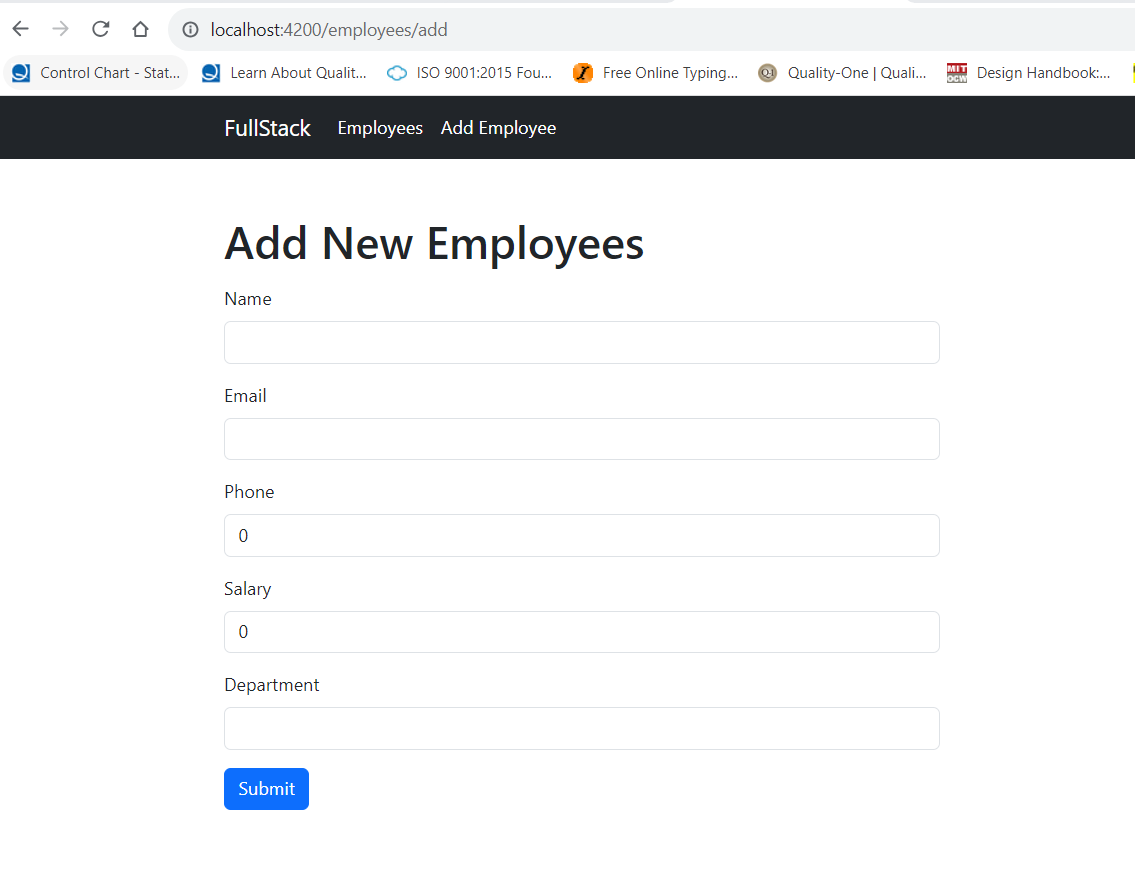 localhost:4200/employees/add
Control Chart - Stat... Learn About Qualit... ISO 9001:2015 Fou... Free Online Typing... Quality-One | Quali... Design Handbook:...
FullStack Employees Add Employee
Add New Employees
Name
Email
Phone
0
Salary
0
Department
Submit